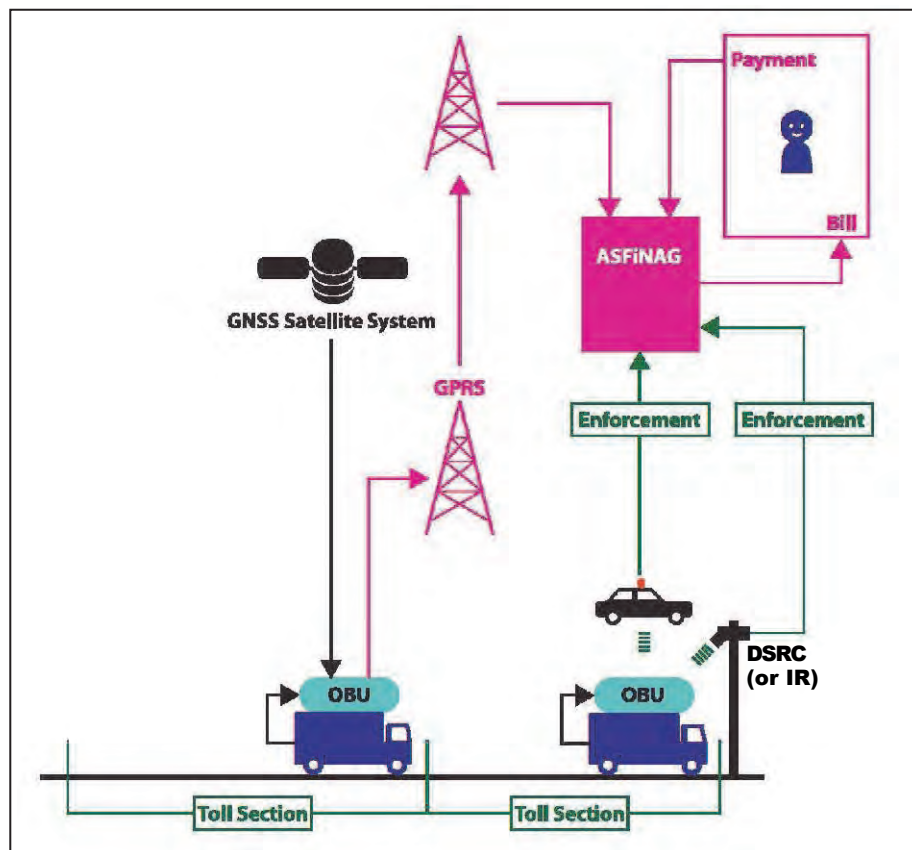 Payment
Bill
ASFiNAG
GNSS Satellite System
GPRS
Enforcement
Enforcement
DSRC
(or IR)
OBU
OBU
Toll Section
Toll Section